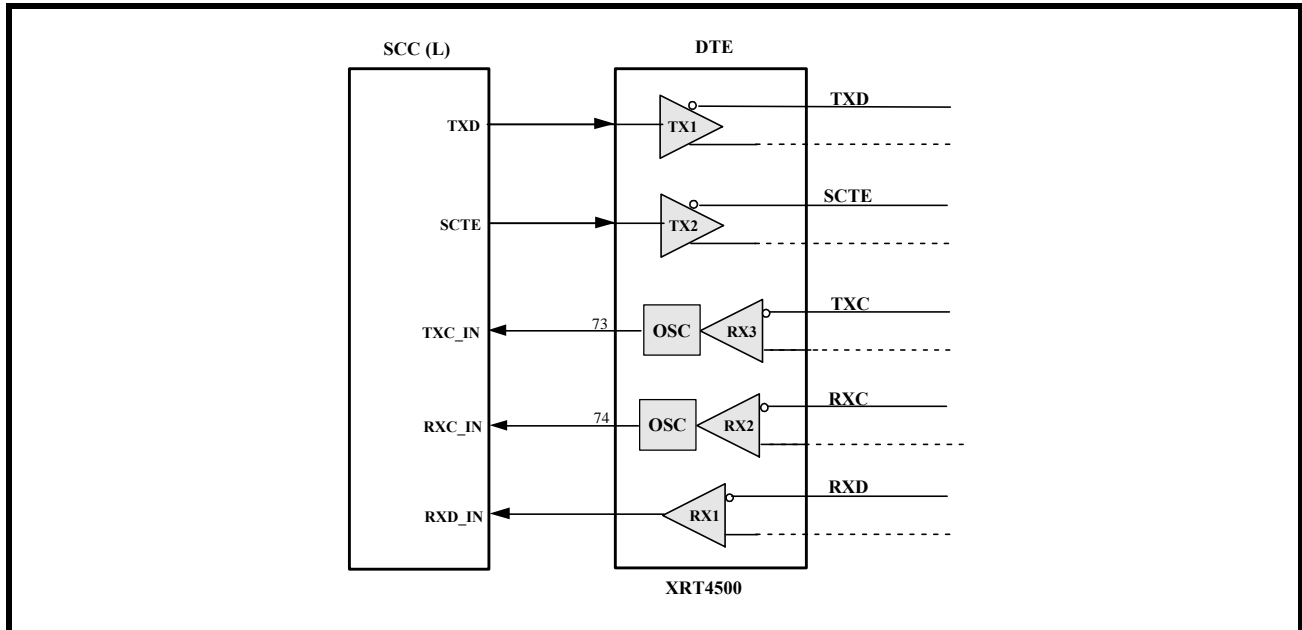 SCC (L) DTE
TXD TX1 TXD
SCTE TX2 SCTE
TXC_IN 73 OSC RX3 TXC
RXC_IN 74 OSC RX2 RXC
RXD_IN RX1 RXD
XRT4500